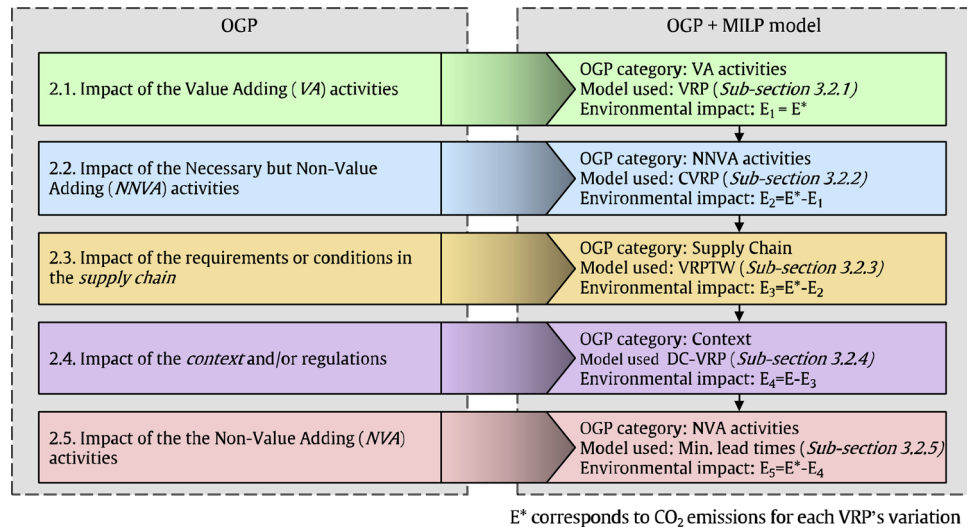 OGP
OGP + MILP model
2.1. Impact of the Value Adding (VA) activities
OGP category: VA activities
Model used: VRP (Sub-section 3.2.1)
Environmental impact: E₁ = E*
2.2. Impact of the Necessary but Non-Value
Adding (NNVA) activities
OGP category: NNVA activities
Model used: CVRP (Sub-section 3.2.2)
Environmental impact: E₂=E*-E₁
2.3. Impact of the requirements or conditions in
the supply chain
OGP category: Supply Chain
Model used: VRPTW (Sub-section 3.2.3)
Environmental impact: E₃=E*-E₂
2.4. Impact of the context and/or regulations
OGP category: Context
Model used DC-VRP (Sub-section 3.2.4)
Environmental impact: E₄=E-E₃
2.5. Impact of the the Non-Value Adding (NVA)
activities
OGP category: NVA activities
Model used: Min. lead times (Sub-section 3.2.5)
Environmental impact: E₅=E*-E₄
E* corresponds to CO₂ emissions for each VRP's variation